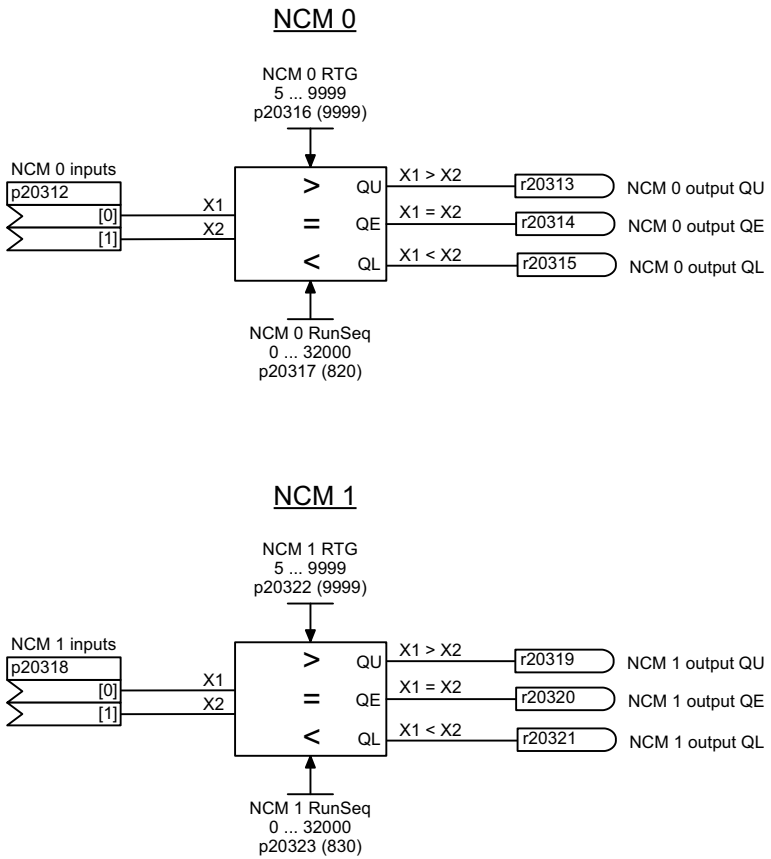 NCM 0
NCM 0 RTG
5 ... 9999
p20316 (9999)
NCM 0 inputs
p20312
[0]
[1]
X1
X2
>
=
<
QU
QE
QL
X1 > X2
X1 = X2
X1 < X2
r20313
r20314
r20315
NCM 0 output QU
NCM 0 output QE
NCM 0 output QL
NCM 0 RunSeq
0 ... 32000
p20317 (820)
NCM 1
NCM 1 RTG
5 ... 9999
p20322 (9999)
NCM 1 inputs
p20318
[0]
[1]
X1
X2
>
=
<
QU
QE
QL
X1 > X2
X1 = X2
X1 < X2
r20319
r20320
r20321
NCM 1 output QU
NCM 1 output QE
NCM 1 output QL
NCM 1 RunSeq
0 ... 32000
p20323 (830)